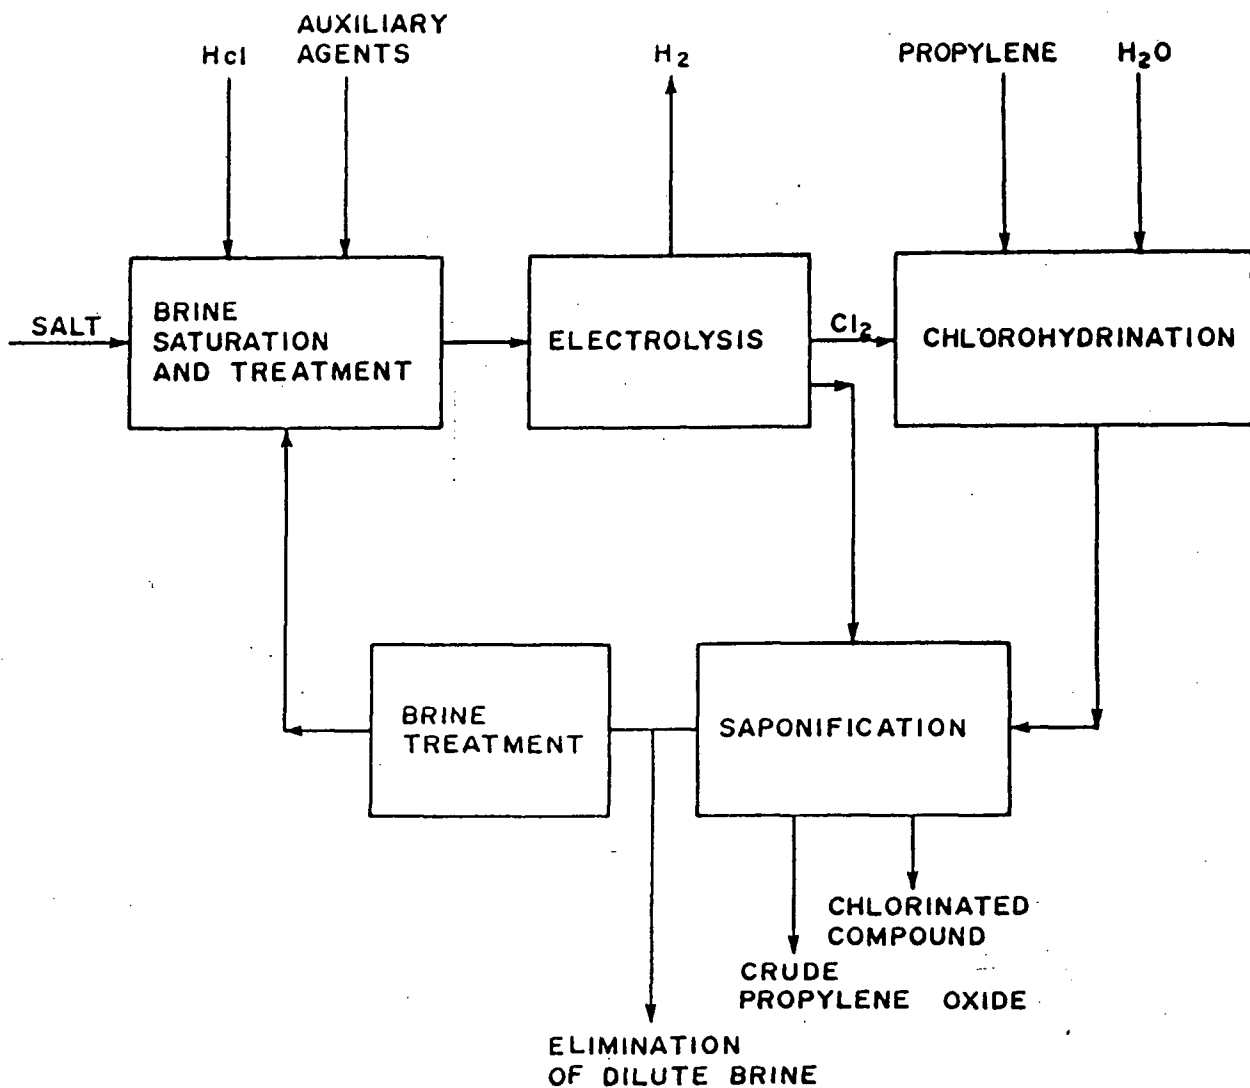 Hcl
AUXILIARY
AGENTS
H₂
PROPYLENE
H₂O
SALT
BRINE
SATURATION
AND TREATMENT
ELECTROLYSIS
Cl₂
CHLOROHYDRINATION
BRINE
TREATMENT
SAPONIFICATION
CHLORINATED
COMPOUND
CRUDE
PROPYLENE OXIDE
ELIMINATION
OF DILUTE BRINE